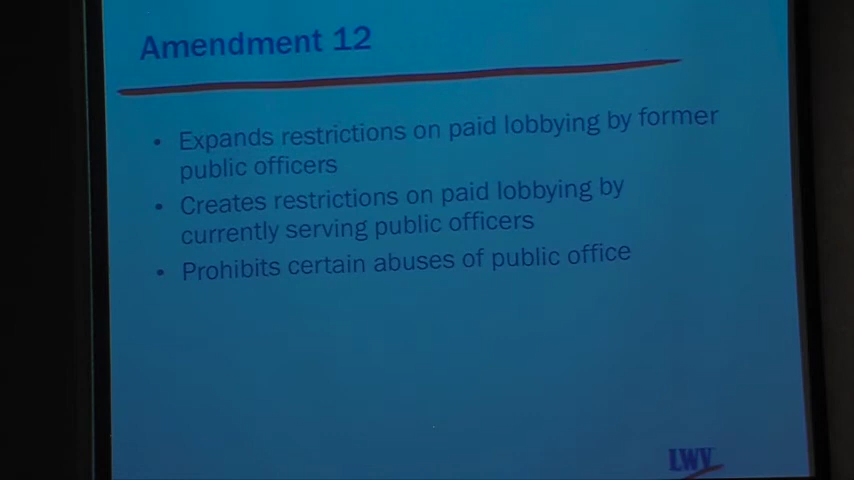 Amendment 12
• Expands restrictions on paid lobbying by former
public officers
• Creates restrictions on paid lobbying by
currently serving public officers
• Prohibits certain abuses of public office
LWV